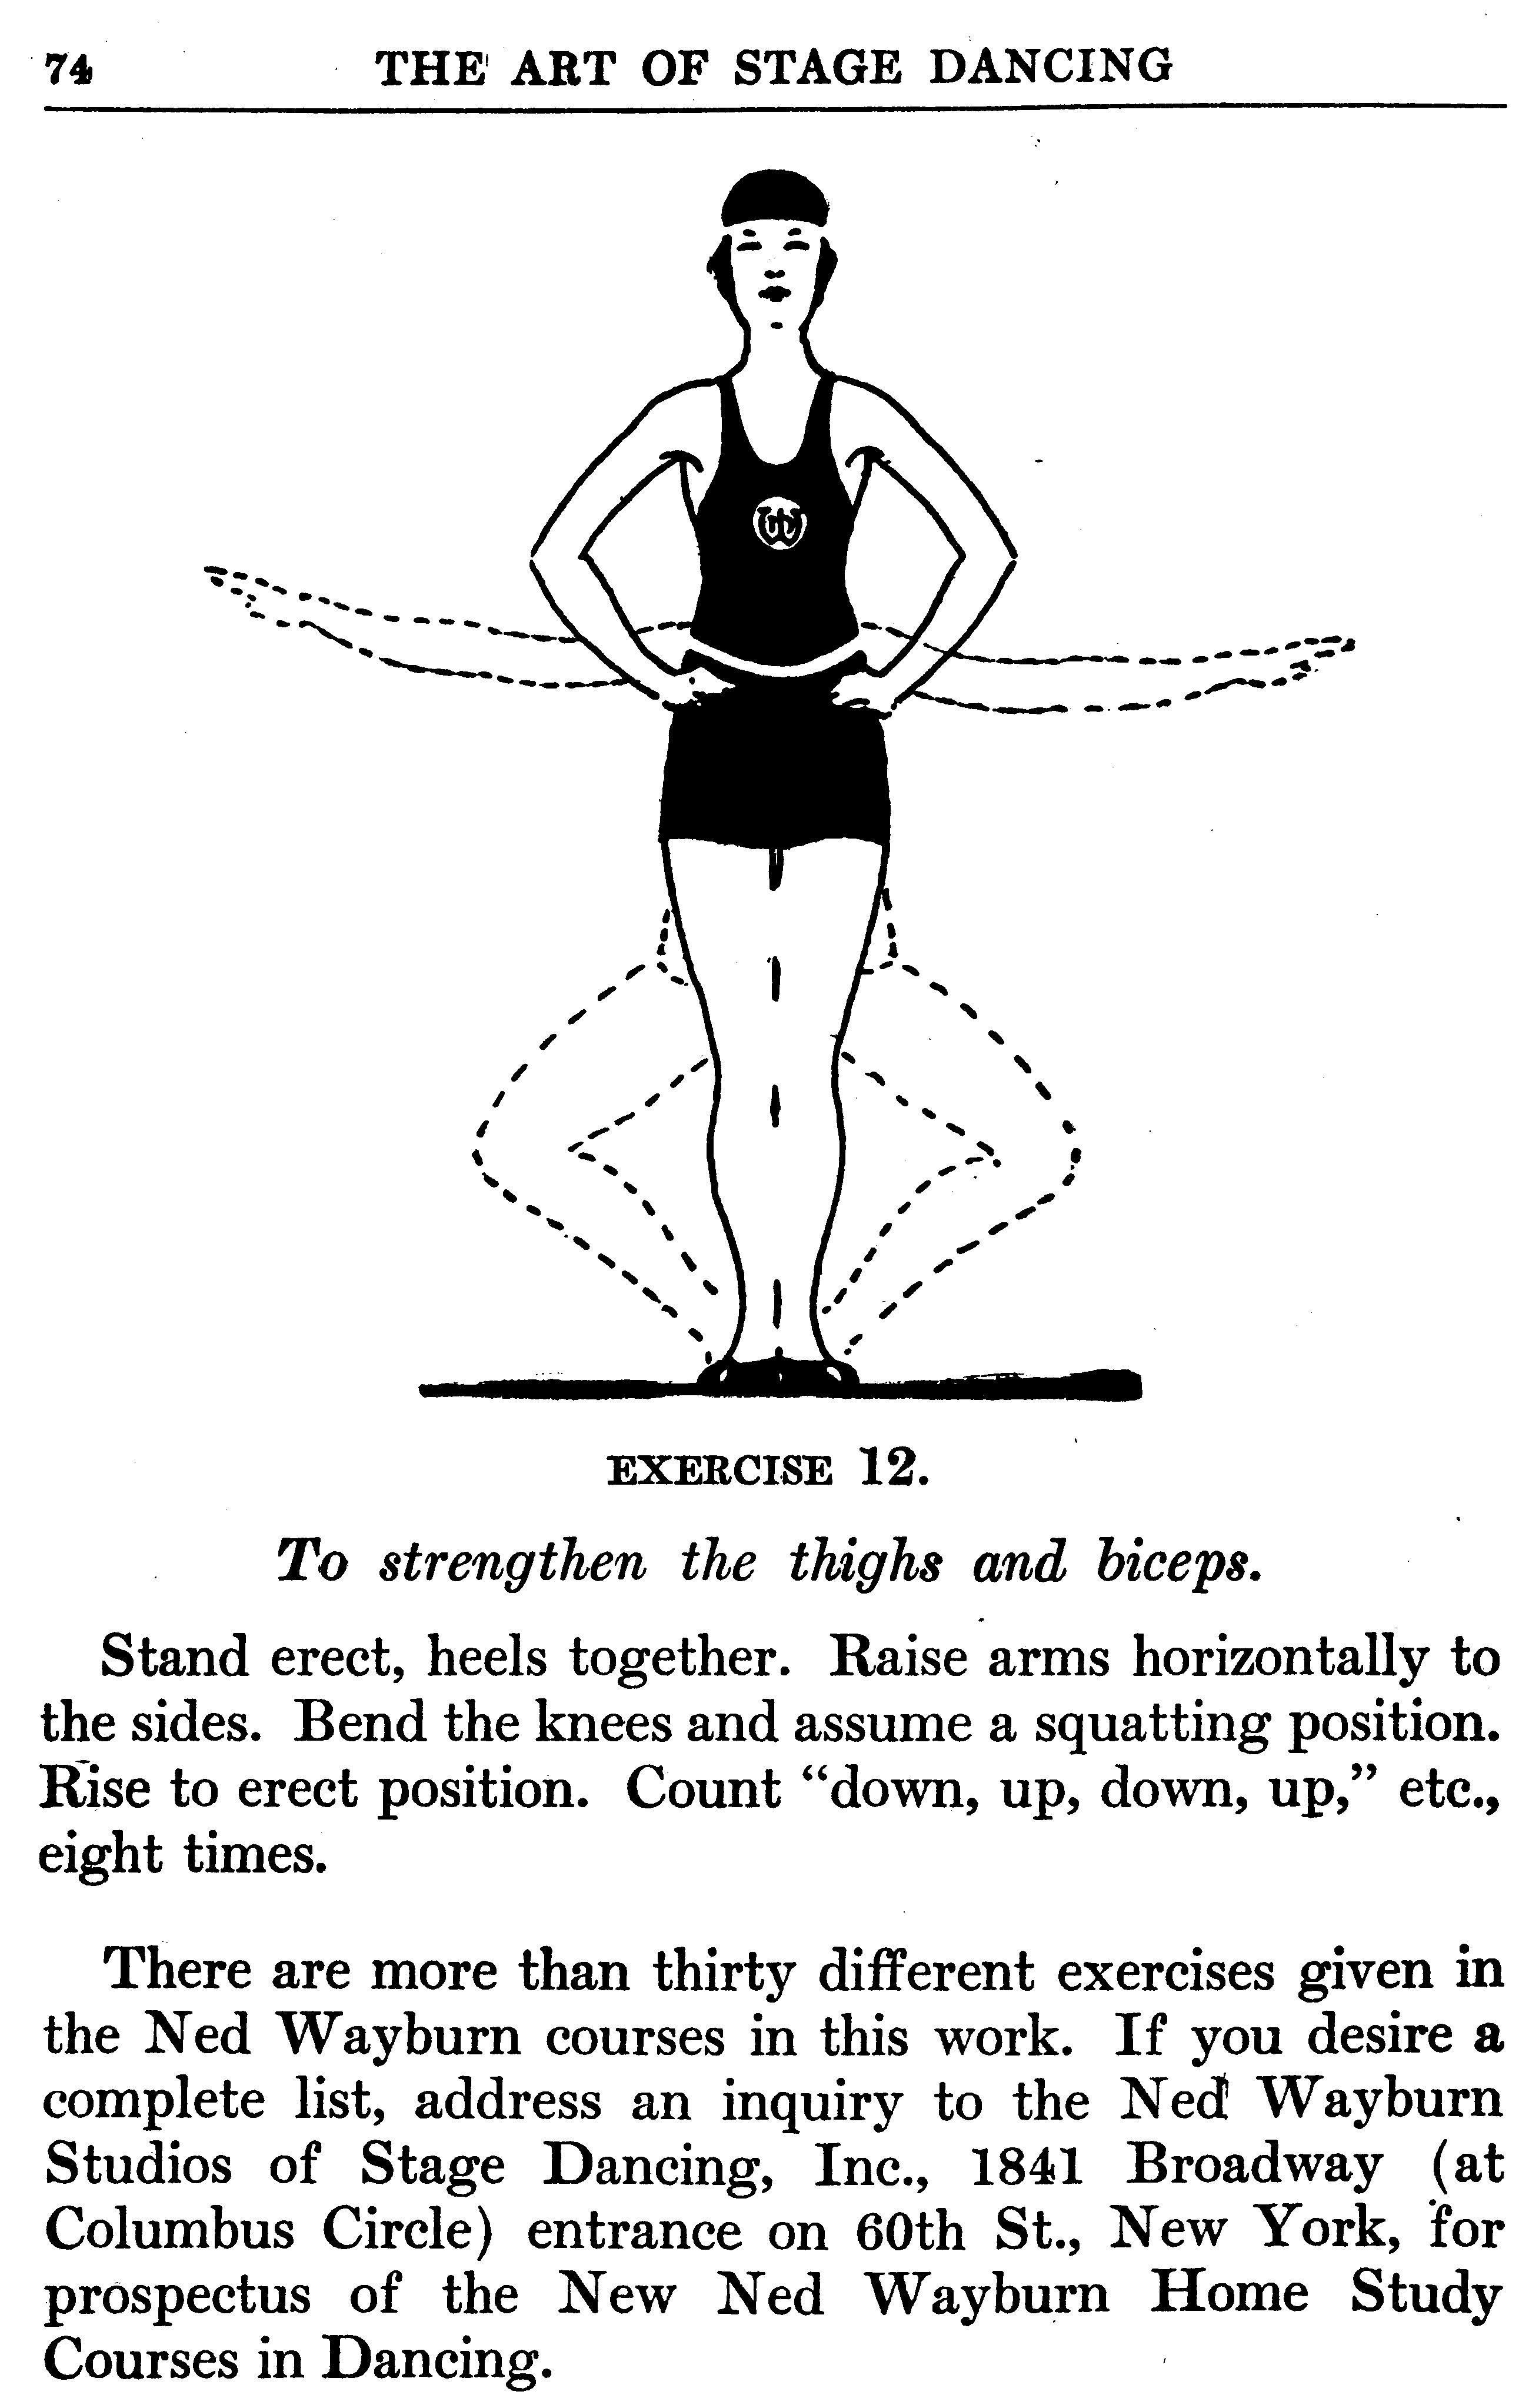 74 THE ART OF STAGE DANCING
W
EXERCISE 12.
To strengthen the thighs and biceps.
Stand erect, heels together. Raise arms horizontally to
the sides. Bend the knees and assume a squatting position.
Rise to erect position. Count “down, up, down, up,” etc.,
eight times.
There are more than thirty different exercises given in
the Ned Wayburn courses in this work. If you desire a
complete list, address an inquiry to the Ned Wayburn
Studios of Stage Dancing, Inc., 1841 Broadway (at
Columbus Circle) entrance on 60th St., New York, for
prospectus of the New Ned Wayburn Home Study
Courses in Dancing.